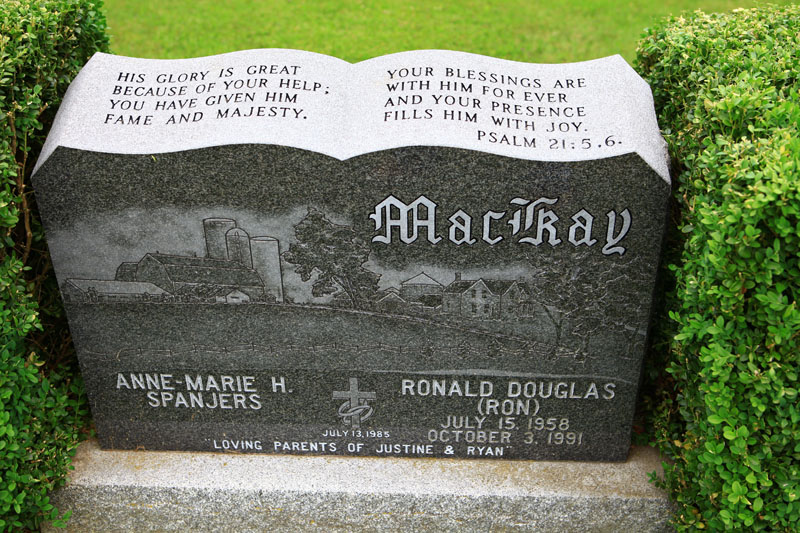 HIS GLORY IS GREAT
BECAUSE OF YOUR HELP;
YOU HAVE GIVEN HIM
FAME AND MAJESTY.
YOUR BLESSINGS ARE
WITH HIM FOR EVER
AND YOUR PRESENCE
FILLS HIM WITH JOY.
PSALM 21:5.6.
MacKay
ANNE-MARIE H.
SPANJERS
JULY 13, 1985
RONALD DOUGLAS
(RON)
JULY 15, 1958
OCTOBER 3, 1991
"LOVING PARENTS OF JUSTINE & RYAN"